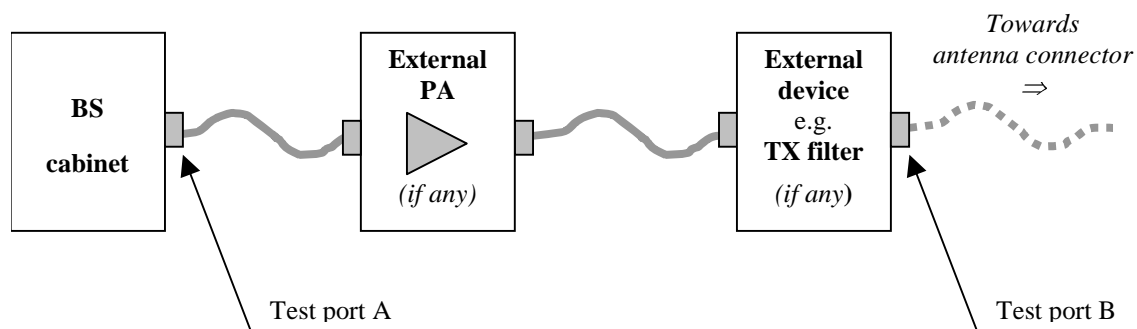 BS
cabinet
External
PA
(if any)
External
device
e.g.
TX filter
(if any)
Towards
antenna connector
⇒
Test port A
Test port B